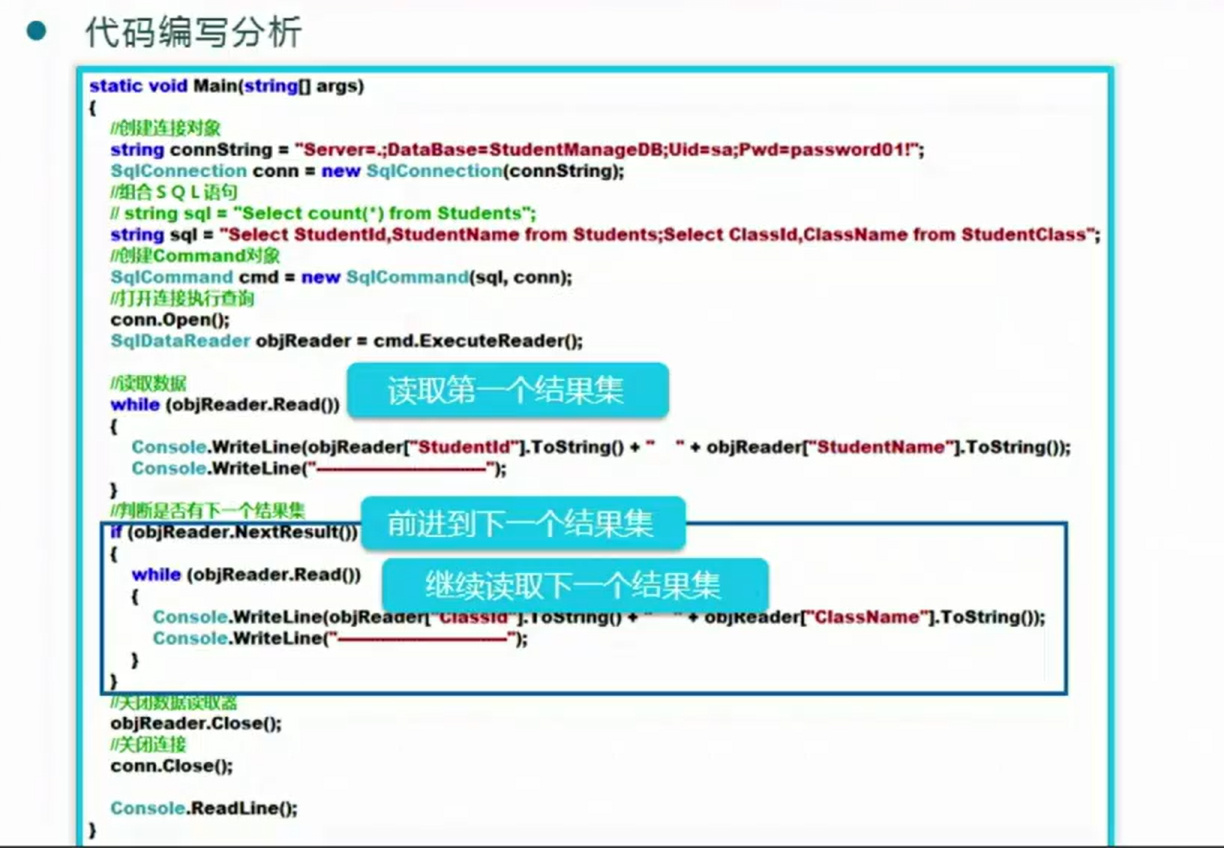 代码编写分析
static void Main(string[] args)
{
//创建连接对象
string connString = "Server=.;DataBase=StudentManageDB;Uid=sa;Pwd=password01!";
SqlConnection conn = new SqlConnection(connString);
//组合ＳＱＬ语句
// string sql = "Select count(*) from Students";
string sql = "Select StudentId,StudentName from Students;Select ClassId,ClassName from StudentClass";
//创建Command对象
SqlCommand cmd = new SqlCommand(sql, conn);
//打开连接执行查询
conn.Open();
SqlDataReader objReader = cmd.ExecuteReader();
//读取数据
读取第一个结果集
while (objReader.Read())
{
Console.WriteLine(objReader["StudentId"].ToString() + "    " + objReader["StudentName"].ToString());
Console.WriteLine("-----------------------------");
}
//判断是否有下一个结果集
前进到下一个结果集
if (objReader.NextResult())
{
while (objReader.Read())
继续读取下一个结果集
{
Console.WriteLine(objReader["ClassId"].ToString() + "    " + objReader["ClassName"].ToString());
Console.WriteLine("-----------------------------");
}
}
//关闭数据读取器
objReader.Close();
//关闭连接
conn.Close();
Console.ReadLine();
}